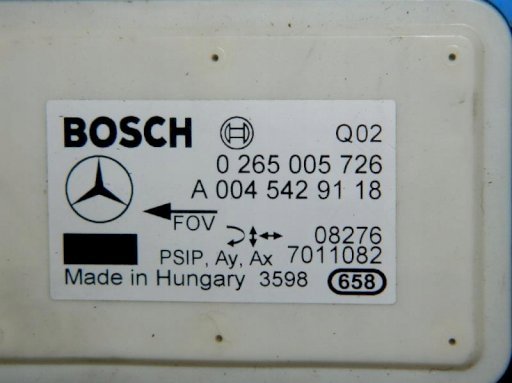 BOSCH Q02
0 265 005 726
A 004 542 91 18
FOV
08276
PSIP, Ay, Ax 7011082
Made in Hungary 3598 658